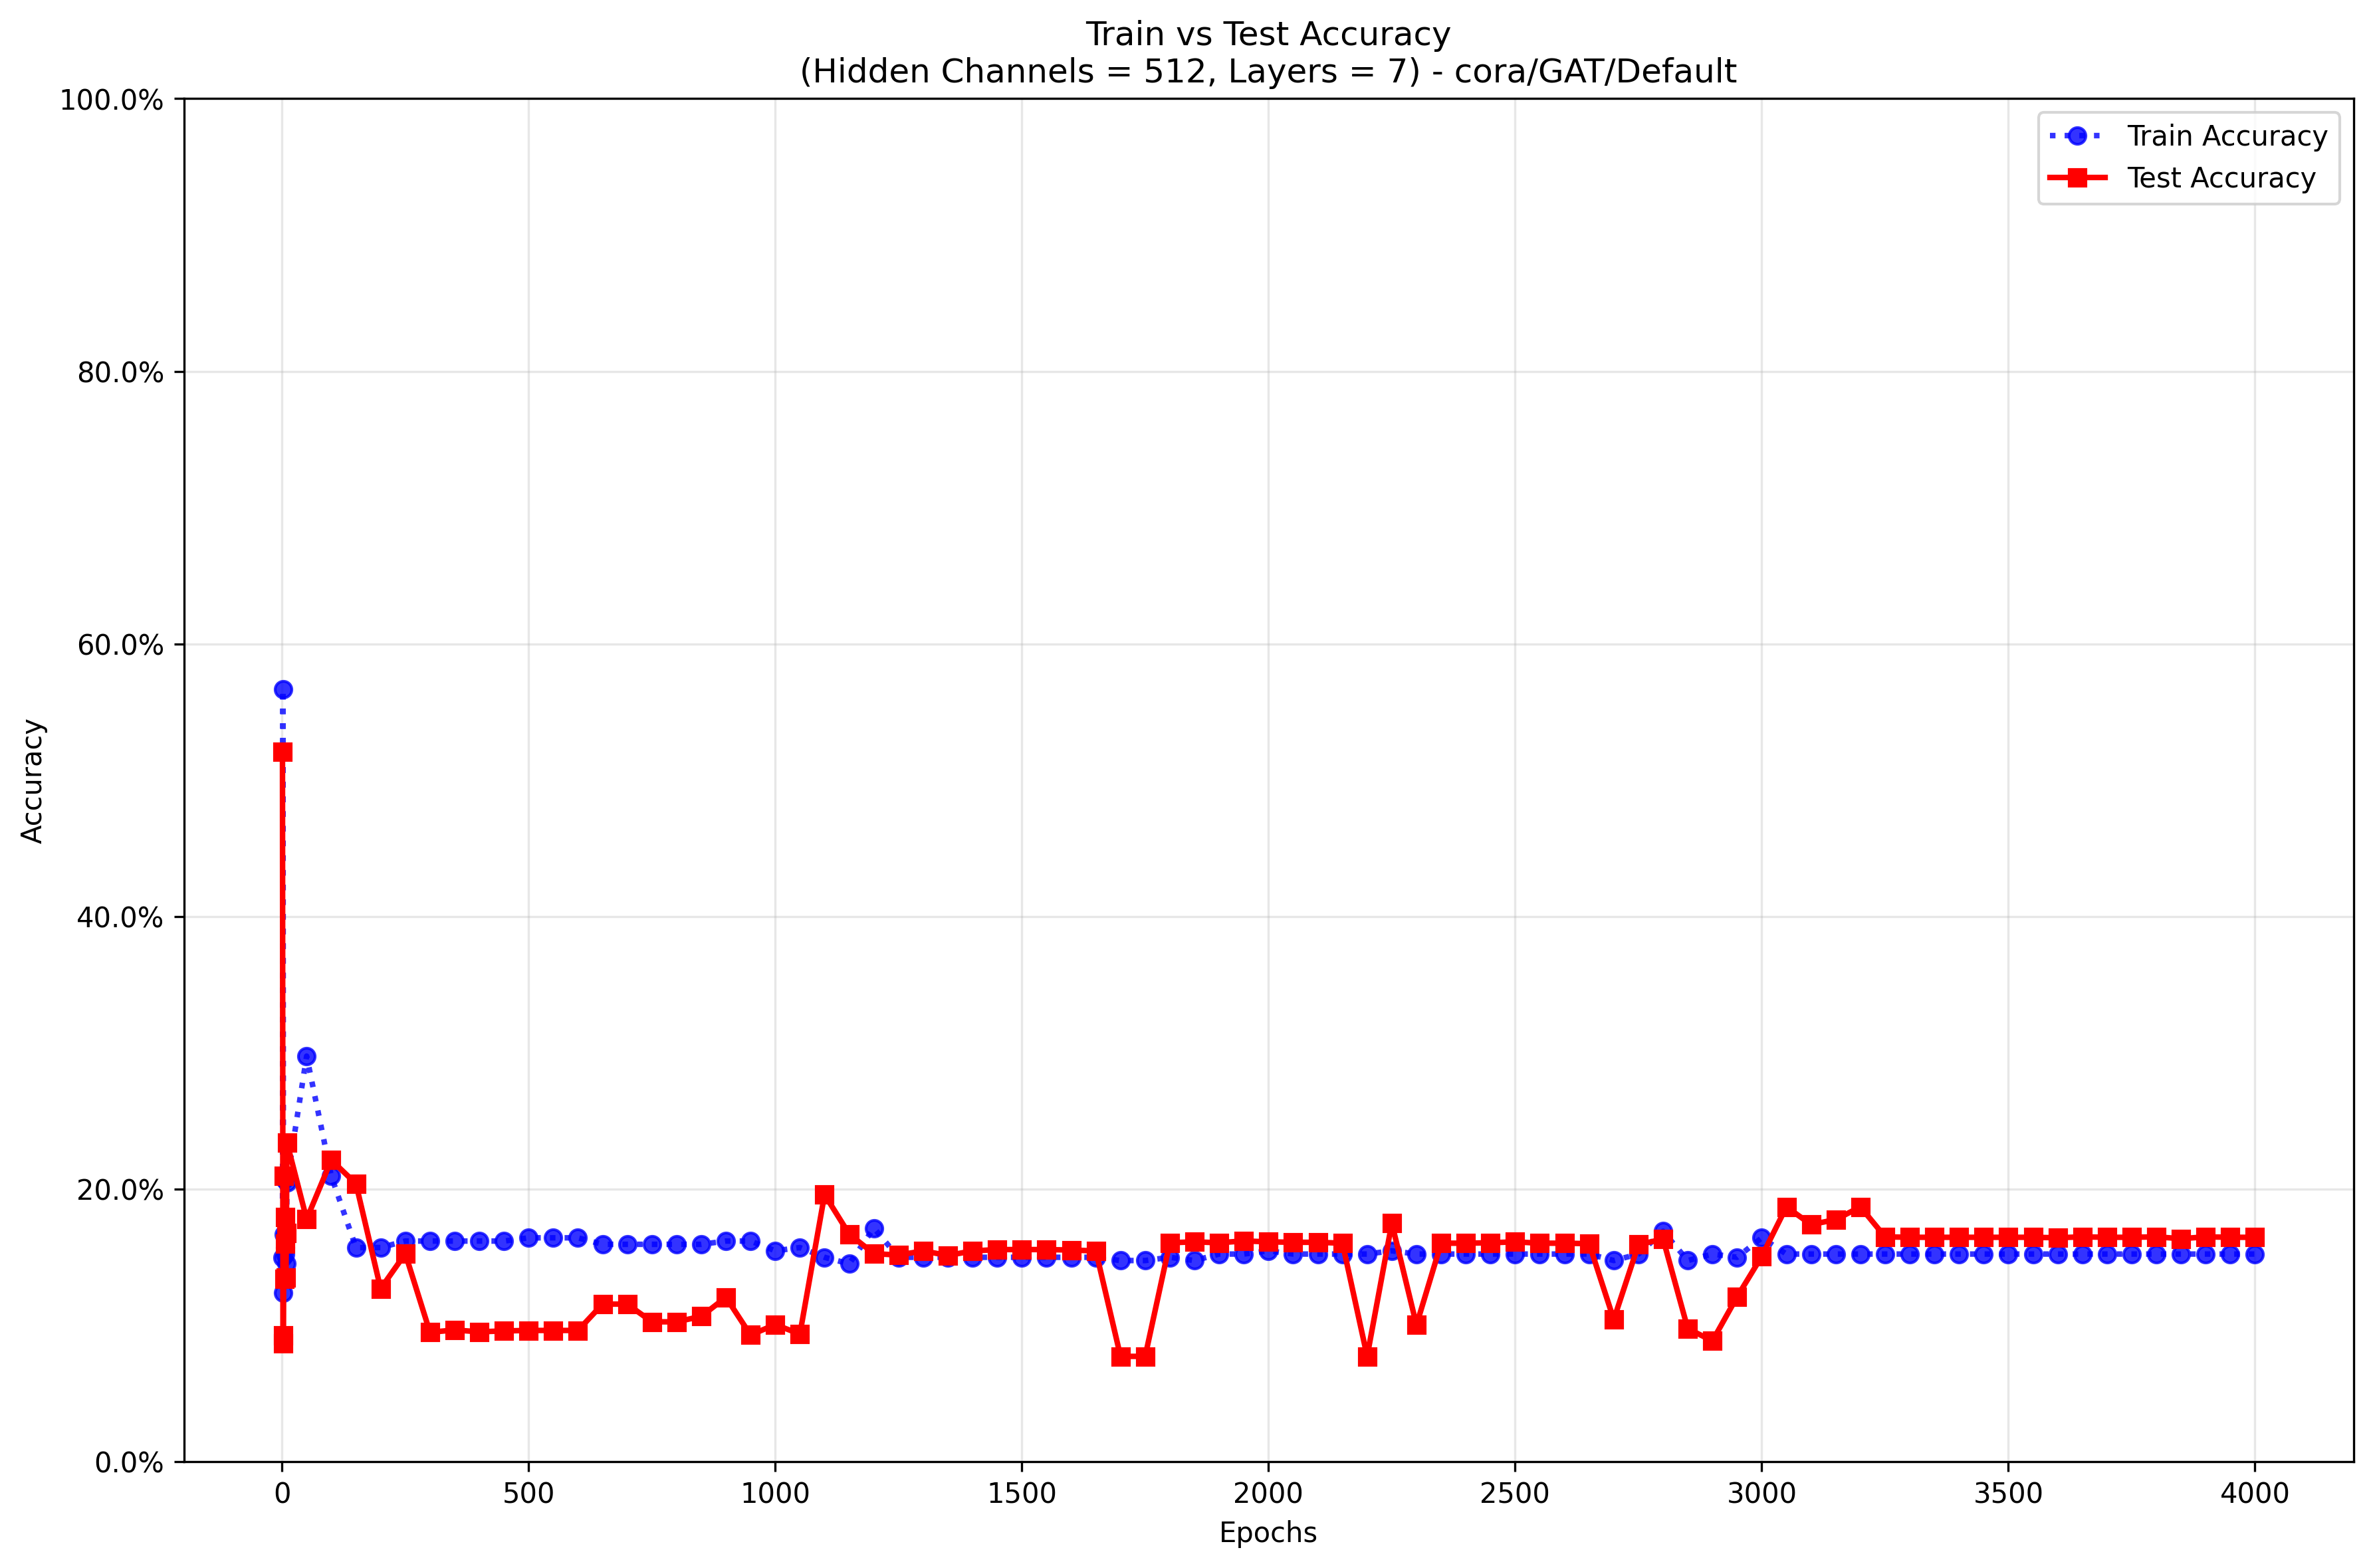 Train vs Test Accuracy
(Hidden Channels = 512, Layers = 7) - cora/GAT/Default
100.0%
80.0%
60.0%
40.0%
20.0%
0.0%
Accuracy
Train Accuracy
Test Accuracy
0 500 1000 1500 2000 2500 3000 3500 4000
Epochs